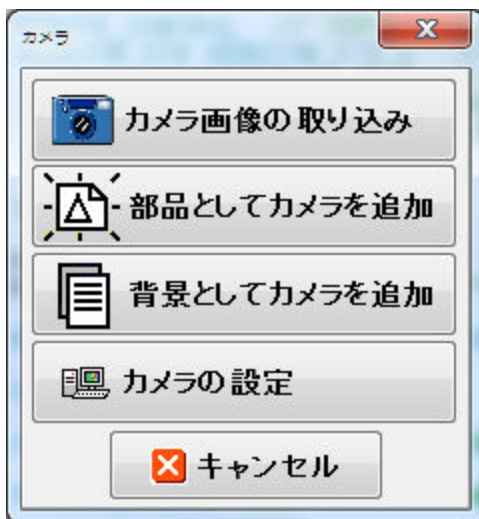 カメラ
カメラ画像の取り込み
部品としてカメラを追加
背景としてカメラを追加
カメラの設定
キャンセル